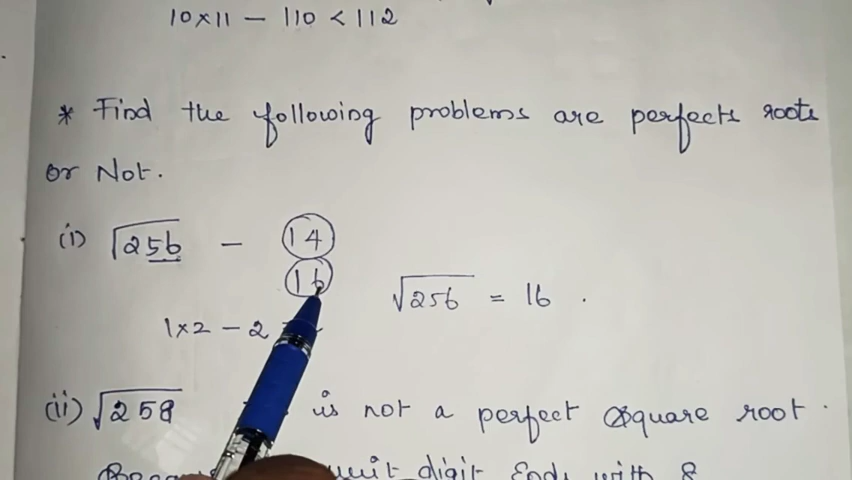 10×11 – 110 < 112
* Find the following problems are perfects roots
or Not.
(i) √256 – 14
16
√256 = 16 .
1×2 – 2
(ii) √258 is not a perfect square root .
unit digit Ends with 8